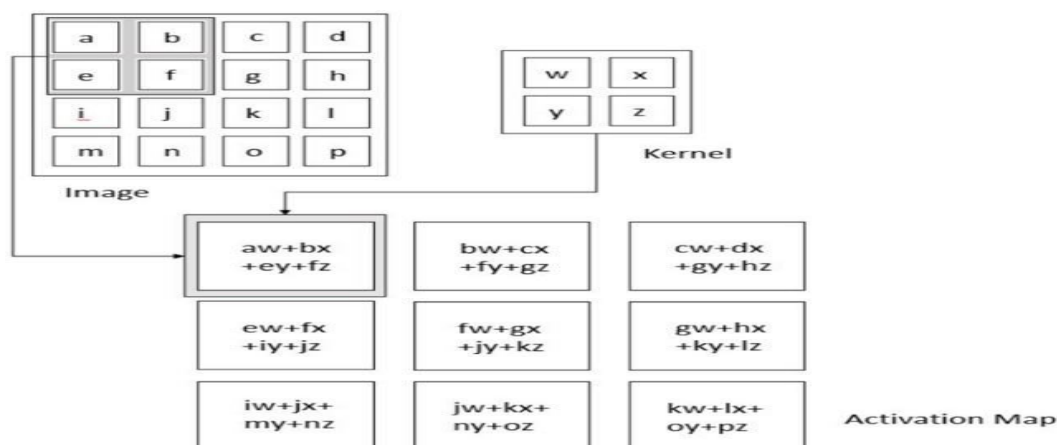 a b c d
e f g h
i j k l
m n o p
Image
w x
y z
Kernel
aw+bx
+ey+fz
bw+cx
+fy+gz
cw+dx
+gy+hz
ew+fx
+iy+jz
fw+gx
+jy+kz
gw+hx
+ky+lz
iw+jx+
my+nz
jw+kx+
ny+oz
kw+lx+
oy+pz
Activation Map